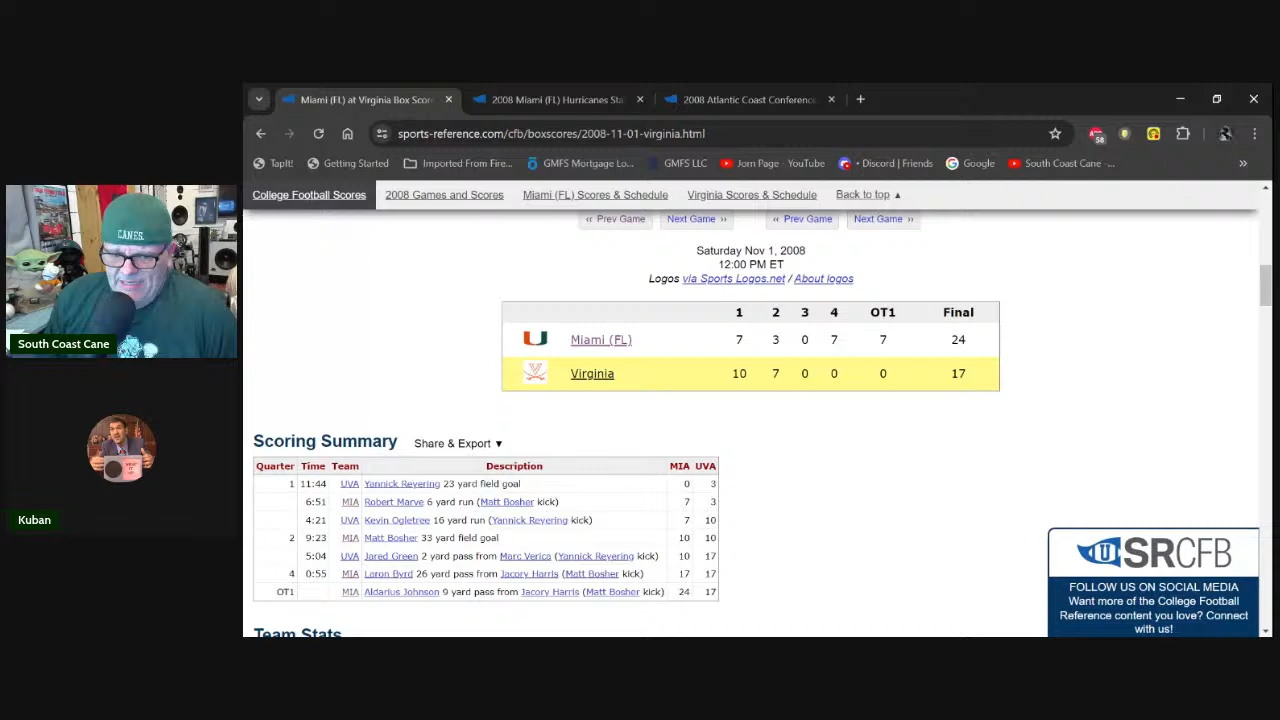 Miami (FL) at Virginia Box Scor
2008 Miami (FL) Hurricanes Sta
2008 Atlantic Coast Conference
sports-reference.com/cfb/boxscores/2008-11-01-virginia.html
58
TapIt!
Getting Started
Imported From Fire...
GMFS Mortgage Lo...
GMFS LLC
Jorn Page - YouTube
• Discord | Friends
Google
South Coast Cane -...
»
College Football Scores
2008 Games and Scores
Miami (FL) Scores & Schedule
Virginia Scores & Schedule
Back to top ▲
‹‹ Prev Game
Next Game ››
‹‹ Prev Game
Next Game ››
Saturday Nov 1, 2008
12:00 PM ET
Logos via Sports Logos.net / About logos
1 2 3 4 OT1 Final
Miami (FL) 7 3 0 7 7 24
Virginia 10 7 0 0 0 17
Scoring Summary Share & Export ▼
Quarter Time Team Description MIA UVA
1 11:44 UVA Yannick Reyering 23 yard field goal 0 3
6:51 MIA Robert Marve 6 yard run (Matt Bosher kick) 7 3
4:21 UVA Kevin Ogletree 16 yard run (Yannick Reyering kick) 7 10
2 9:23 MIA Matt Bosher 33 yard field goal 10 10
5:04 UVA Jared Green 2 yard pass from Marc Verica (Yannick Reyering kick) 10 17
4 0:55 MIA Laron Byrd 26 yard pass from Jacory Harris (Matt Bosher kick) 17 17
OT1 MIA Aldarius Johnson 9 yard pass from Jacory Harris (Matt Bosher kick) 24 17
Team Stats
SRCFB
FOLLOW US ON SOCIAL MEDIA
Want more of the College Football
Reference content you love? Connect
with us!
CANES
South Coast Cane
Kuban